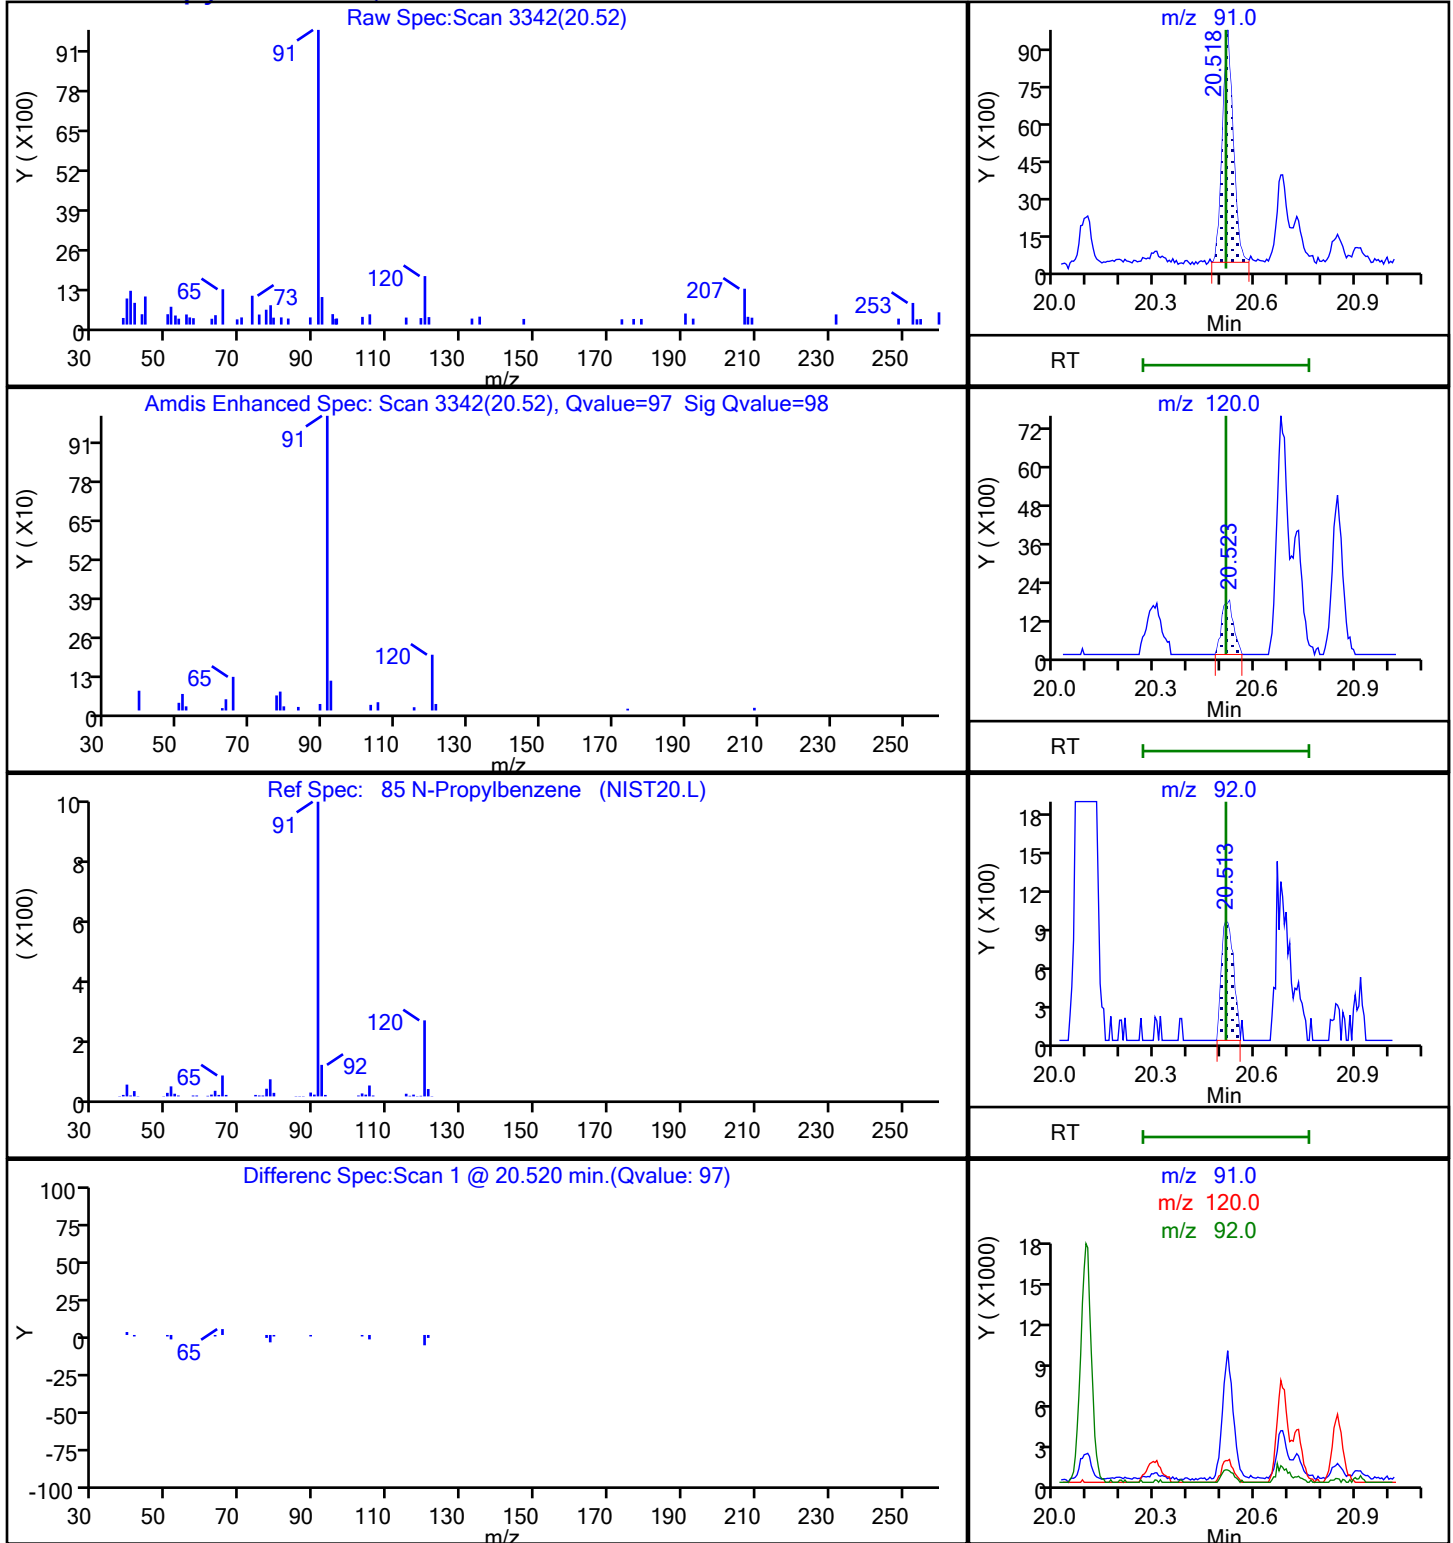 Raw Spec:Scan 3342(20.52)
91
78
65
52
39
26
13
0
Y ( X100)
91
65
73
120
207
253
30 50 70 90 110 130 150 170 190 210 230 250
m/z
m/z 91.0
90
75
60
45
30
15
0
Y ( X100)
20.518
20.0 20.3 20.6 20.9
Min
RT
Amdis Enhanced Spec: Scan 3342(20.52), Qvalue=97 Sig Qvalue=98
91
78
65
52
39
26
13
0
Y ( X10)
91
65
120
30 50 70 90 110 130 150 170 190 210 230 250
m/z
m/z 120.0
72
60
48
36
24
12
0
Y ( X100)
20.523
20.0 20.3 20.6 20.9
Min
RT
Ref Spec: 85 N-Propylbenzene (NIST20.L)
10
8
6
4
2
0
( X100)
91
65
92
120
30 50 70 90 110 130 150 170 190 210 230 250
m/z 92.0
18
15
12
9
6
3
0
Y ( X100)
20.513
20.0 20.3 20.6 20.9
Min
RT
Differenc Spec:Scan 1 @ 20.520 min.(Qvalue: 97)
100
75
50
25
0
-25
-50
-75
-100
Y
65
30 50 70 90 110 130 150 170 190 210 230 250
m/z
m/z 91.0
m/z 120.0
m/z 92.0
18
15
12
9
6
3
0
Y ( X1000)
20.0 20.3 20.6 20.9
Min